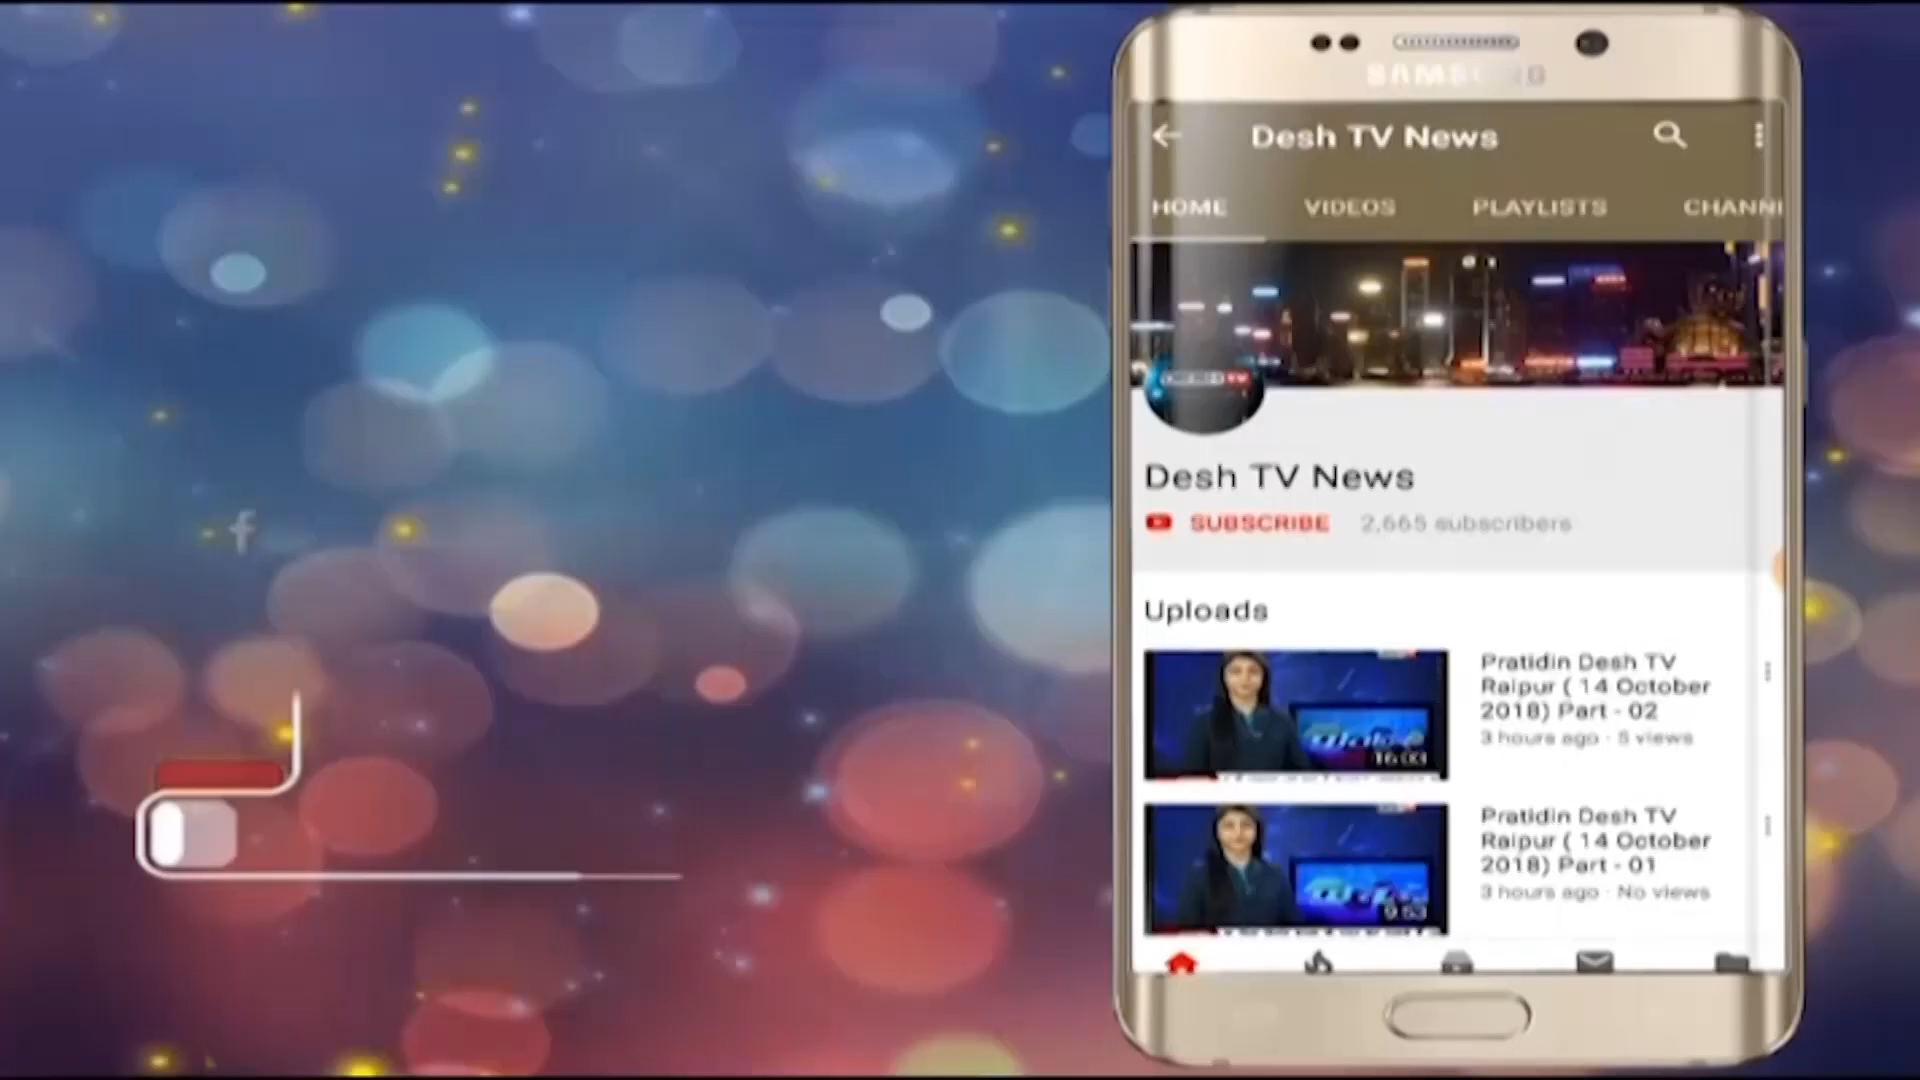 SAMSUNG
Desh TV News
HOME VIDEOS PLAYLISTS CHANNE
Desh TV News
SUBSCRIBE 2,665 subscribers
Uploads
Pratidin Desh TV
Raipur ( 14 October
2018) Part - 02
3 hours ago · 5 views
16:03
Pratidin Desh TV
Raipur ( 14 October
2018) Part - 01
3 hours ago · No views
9:53
f